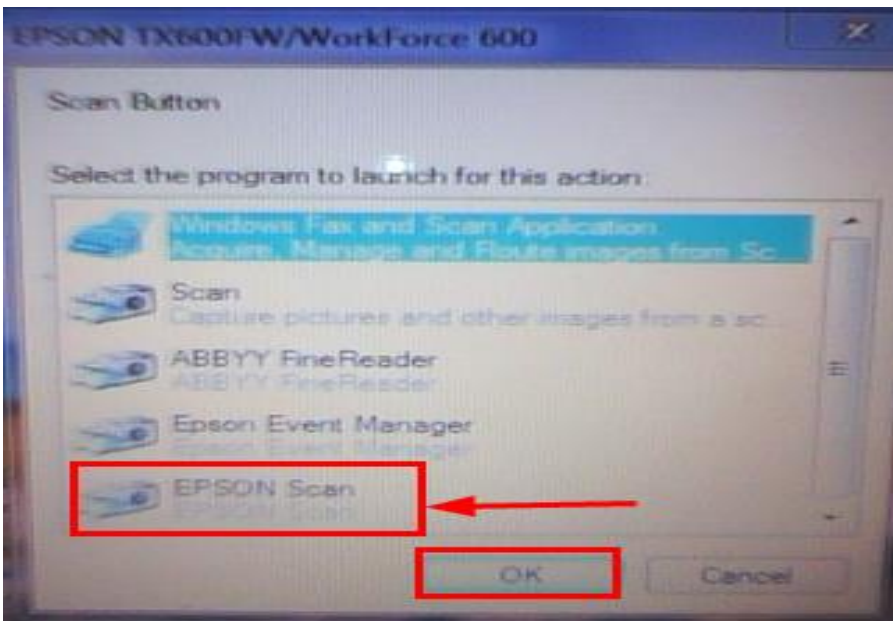 EPSON TX600FW/WorkForce 600
Scan Button
Select the program to launch for this action:
Windows Fax and Scan Application
Acquire, Manage and Route images from Sc...
Scan
Capture pictures and other images from a sc...
ABBYY FineReader
ABBYY FineReader
Epson Event Manager
Epson Event Manager
EPSON Scan
EPSON Scan
OK
Cancel